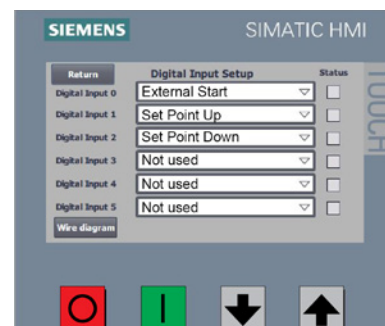 SIEMENS SIMATIC HMI
TOUCH
Return Digital Input Setup Status
Digital Input 0 External Start
Digital Input 1 Set Point Up
Digital Input 2 Set Point Down
Digital Input 3 Not used
Digital Input 4 Not used
Digital Input 5 Not used
Wire diagram